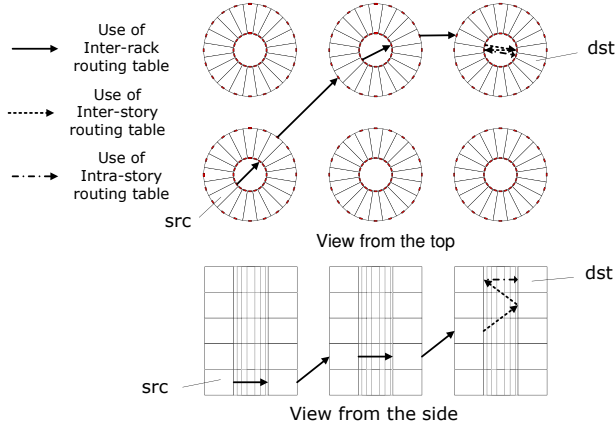 Use of
Inter-rack
routing table
Use of
Inter-story
routing table
Use of
Intra-story
routing table
dst
src
View from the top
dst
src
View from the side